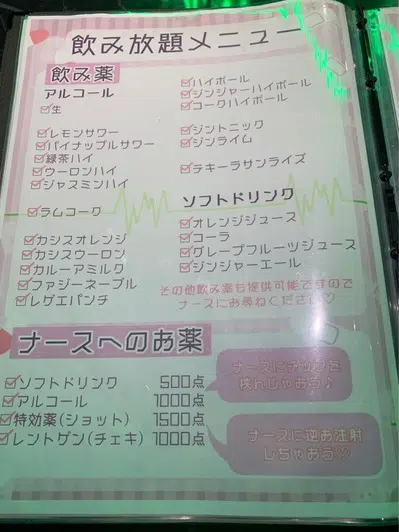 飲み放題メニュー
飲み薬
アルコール
生
レモンサワー
パイナップルサワー
緑茶ハイ
ウーロンハイ
ジャスミンハイ
ラムコーク
カシスオレンジ
カシスウーロン
カルーアミルク
ファジーネーブル
レゲエパンチ
ハイボール
ジンジャーハイボール
コークハイボール
ジントニック
ジンライム
テキーラサンライズ
ソフトドリンク
オレンジジュース
コーラ
グレープフルーツジュース
ジンジャーエール
その他飲み薬も提供可能ですので
ナースにお尋ねください♡
ナースへのお薬
ソフトドリンク 500点
アルコール 1000点
特効薬(ショット) 1500点
レントゲン(チェキ) 1000点
ナースにチップを
挟んじゃおう♪
ナースに逆お注射
しちゃおう♡